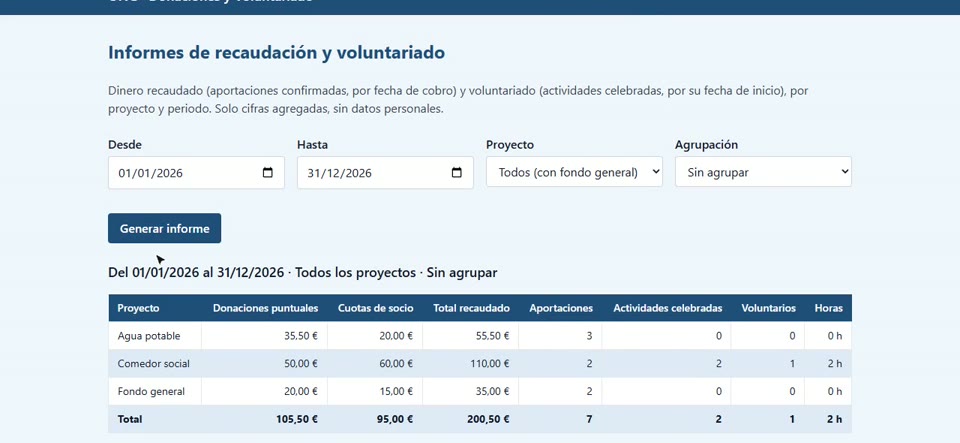 Informes de recaudación y voluntariado
Dinero recaudado (aportaciones confirmadas, por fecha de cobro) y voluntariado (actividades celebradas, por su fecha de inicio), por
proyecto y periodo. Solo cifras agregadas, sin datos personales.
Desde Hasta Proyecto Agrupación
01/01/2026 31/12/2026 Todos (con fondo general) Sin agrupar
Generar informe
Del 01/01/2026 al 31/12/2026 · Todos los proyectos · Sin agrupar
Proyecto Donaciones puntuales Cuotas de socio Total recaudado Aportaciones Actividades celebradas Voluntarios Horas
Agua potable 35,50 € 20,00 € 55,50 € 3 0 0 0 h
Comedor social 50,00 € 60,00 € 110,00 € 2 2 1 2 h
Fondo general 20,00 € 15,00 € 35,00 € 2 0 0 0 h
Total 105,50 € 95,00 € 200,50 € 7 2 1 2 h